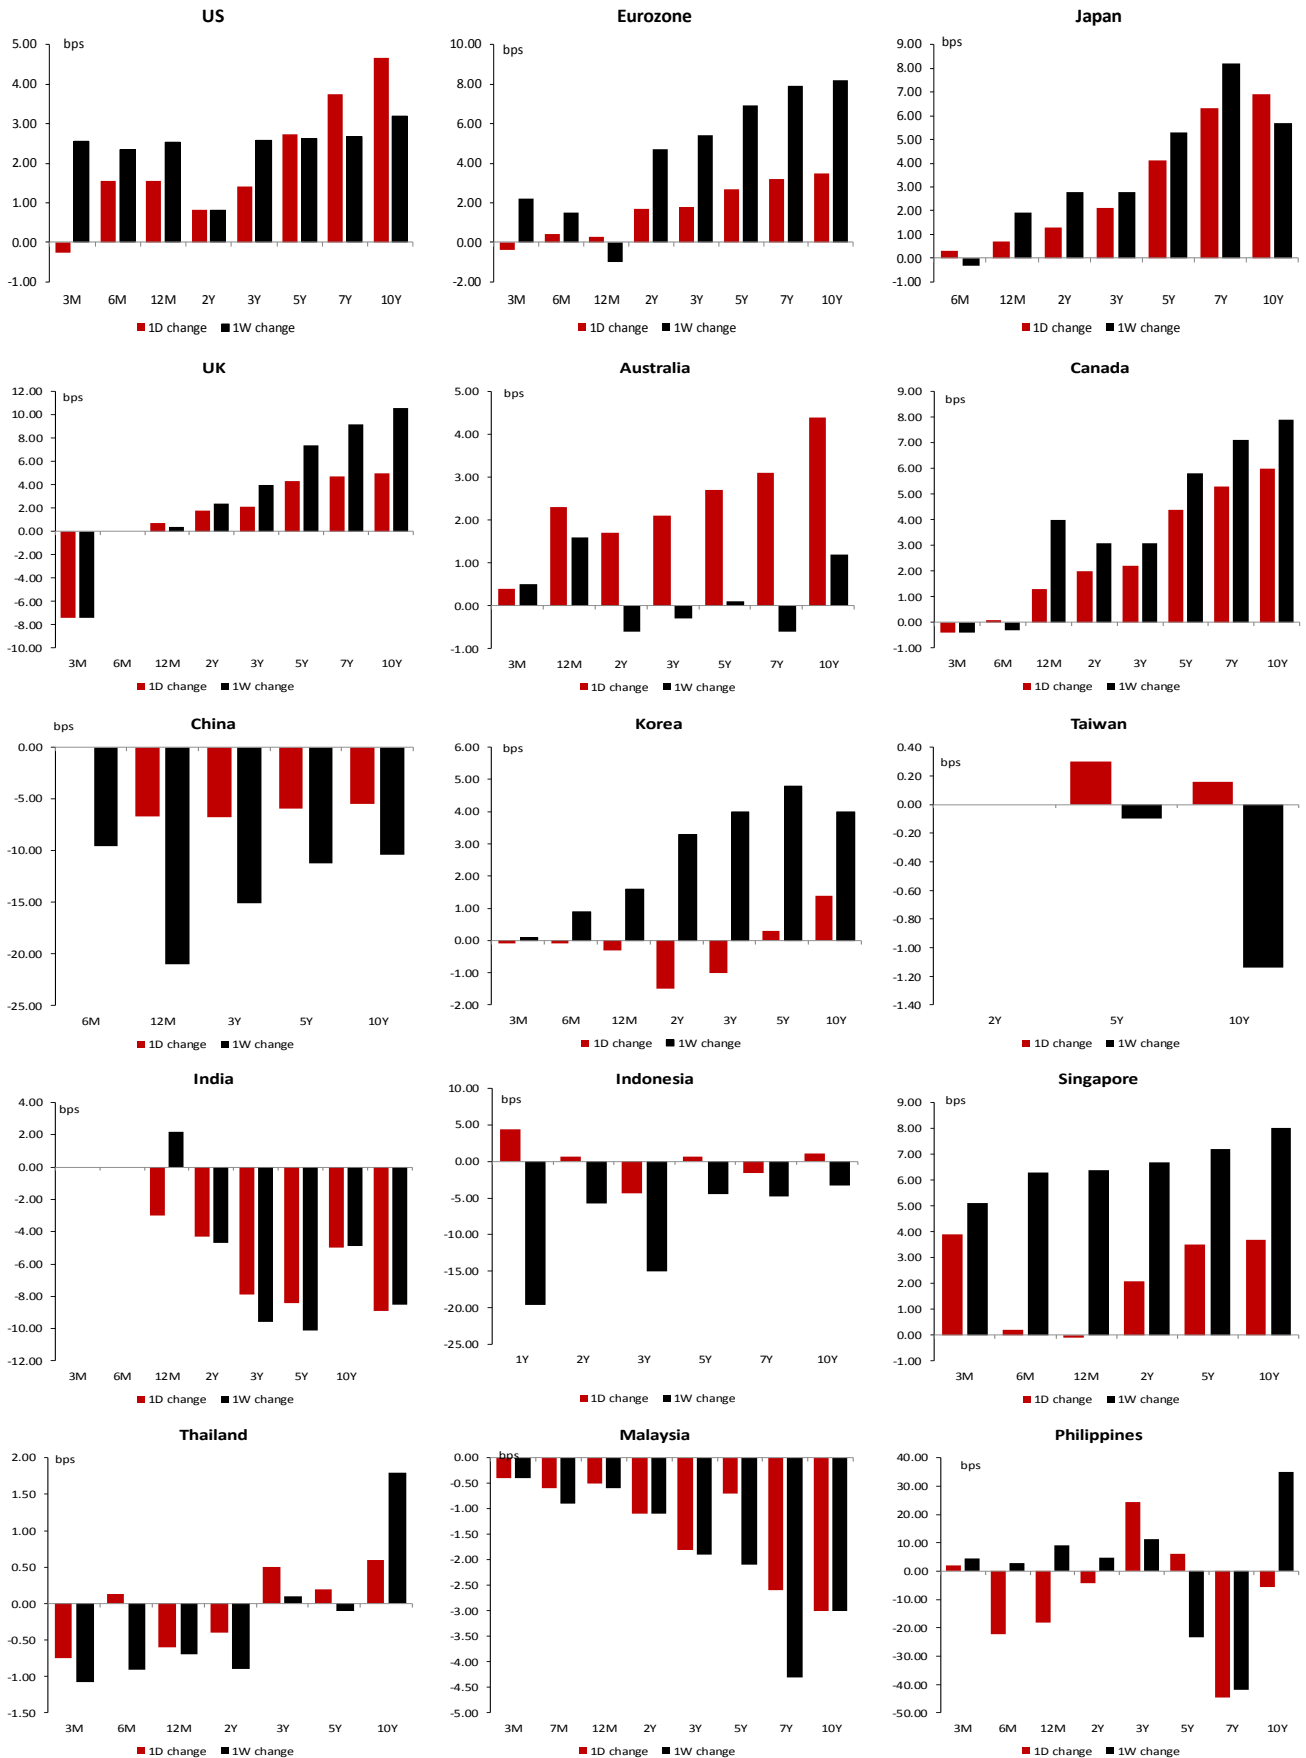 US
bps
5.00
4.00
3.00
2.00
1.00
0.00
-1.00
3M 6M 12M 2Y 3Y 5Y 7Y 10Y
1D change 1W change
Eurozone
bps
10.00
8.00
6.00
4.00
2.00
0.00
-2.00
3M 6M 12M 2Y 3Y 5Y 7Y 10Y
1D change 1W change
Japan
bps
9.00
8.00
7.00
6.00
5.00
4.00
3.00
2.00
1.00
0.00
-1.00
6M 12M 2Y 3Y 5Y 7Y 10Y
1D change 1W change
UK
bps
12.00
10.00
8.00
6.00
4.00
2.00
0.00
-2.00
-4.00
-6.00
-8.00
-10.00
3M 6M 12M 2Y 3Y 5Y 7Y 10Y
1D change 1W change
Australia
bps
5.00
4.00
3.00
2.00
1.00
0.00
-1.00
3M 12M 2Y 3Y 5Y 7Y 10Y
1D change 1W change
Canada
bps
9.00
8.00
7.00
6.00
5.00
4.00
3.00
2.00
1.00
0.00
-1.00
3M 6M 12M 2Y 3Y 5Y 7Y 10Y
1D change 1W change
China
bps
0.00
-5.00
-10.00
-15.00
-20.00
-25.00
6M 12M 3Y 5Y 10Y
1D change 1W change
Korea
bps
6.00
5.00
4.00
3.00
2.00
1.00
0.00
-1.00
-2.00
3M 6M 12M 2Y 3Y 5Y 10Y
1D change 1W change
Taiwan
bps
0.40
0.20
0.00
-0.20
-0.40
-0.60
-0.80
-1.00
-1.20
-1.40
2Y 5Y 10Y
1D change 1W change
India
bps
4.00
2.00
0.00
-2.00
-4.00
-6.00
-8.00
-10.00
-12.00
3M 6M 12M 2Y 3Y 5Y 10Y
1D change 1W change
Indonesia
bps
10.00
5.00
0.00
-5.00
-10.00
-15.00
-20.00
-25.00
1Y 2Y 3Y 5Y 7Y 10Y
1D change 1W change
Singapore
bps
9.00
8.00
7.00
6.00
5.00
4.00
3.00
2.00
1.00
0.00
-1.00
3M 6M 12M 2Y 5Y 10Y
1D change 1W change
Thailand
bps
2.00
1.50
1.00
0.50
0.00
-0.50
-1.00
-1.50
3M 6M 12M 2Y 3Y 5Y 10Y
1D change 1W change
Malaysia
bps
0.00
-0.50
-1.00
-1.50
-2.00
-2.50
-3.00
-3.50
-4.00
-4.50
-5.00
3M 7M 12M 2Y 3Y 5Y 7Y 10Y
1D change 1W change
Philippines
bps
40.00
30.00
20.00
10.00
0.00
-10.00
-20.00
-30.00
-40.00
-50.00
3M 6M 12M 2Y 3Y 5Y 7Y 10Y
1D change 1W change